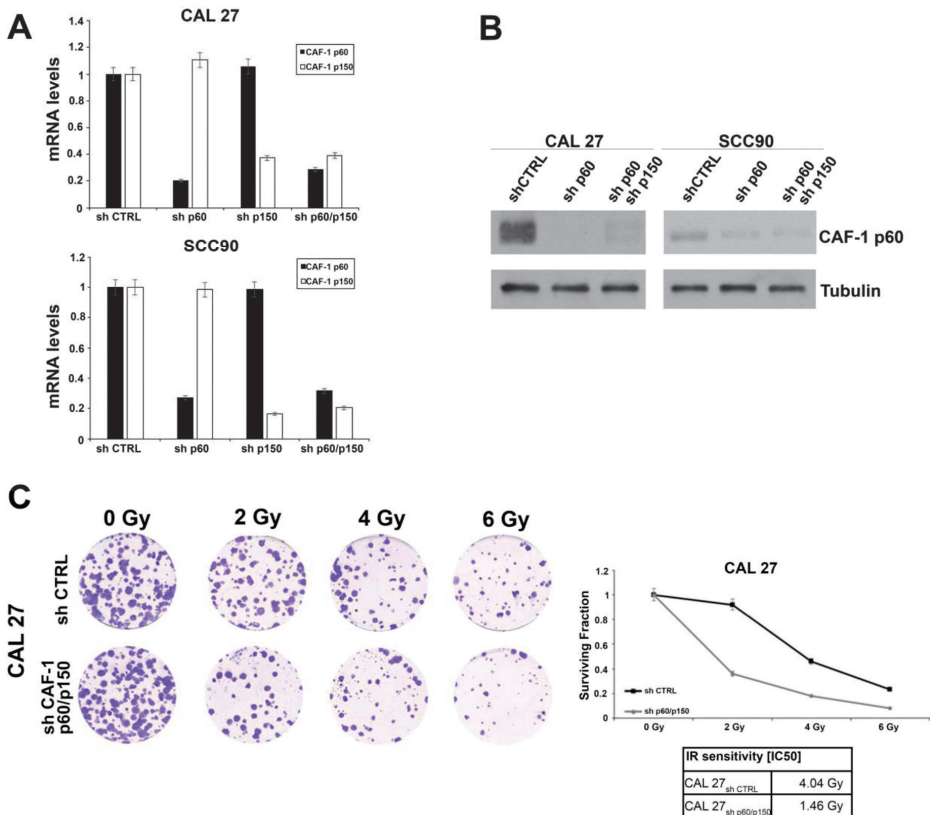 A
CAL 27
mRNA levels
1.4
1.2
1
0.8
0.6
0.4
0.2
0
CAF-1 p60
CAF-1 p150
sh CTRL
sh p60
sh p150
sh p60/p150
SCC90
mRNA levels
1.2
1
0.8
0.6
0.4
0.2
0
CAF-1 p60
CAF-1 p150
sh CTRL
sh p60
sh p150
sh p60/p150
B
CAL 27
SCC90
shCTRL
sh p60
sh p60
sh p150
shCTRL
sh p60
sh p60
sh p150
CAF-1 p60
Tubulin
C
0 Gy
2 Gy
4 Gy
6 Gy
CAL 27
sh CTRL
sh CAF-1
p60/p150
CAL 27
Surviving Fraction
1.2
1
0.8
0.6
0.4
0.2
0
sh CTRL
sh p60/p150
0 Gy
2 Gy
4 Gy
6 Gy
IR sensitivity [IC50]
CAL 27 sh CTRL 4.04 Gy
CAL 27 sh p60/p150 1.46 Gy